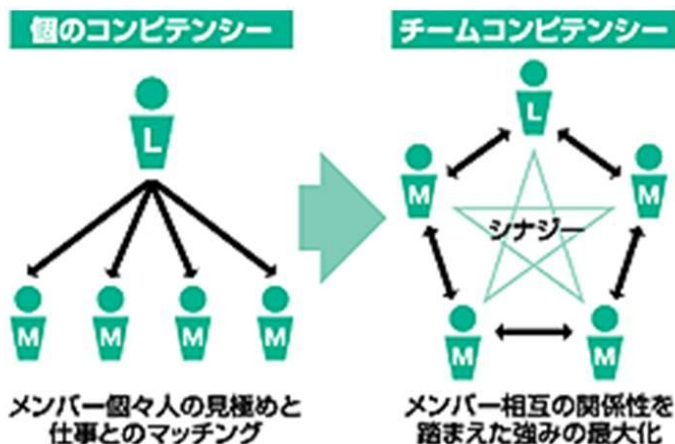 個のコンピテンシー
L
M M M M
メンバー個々人の見極めと
仕事とのマッチング
チームコンピテンシー
L
M M
シナジー
M M
メンバー相互の関係性を
踏まえた強みの最大化